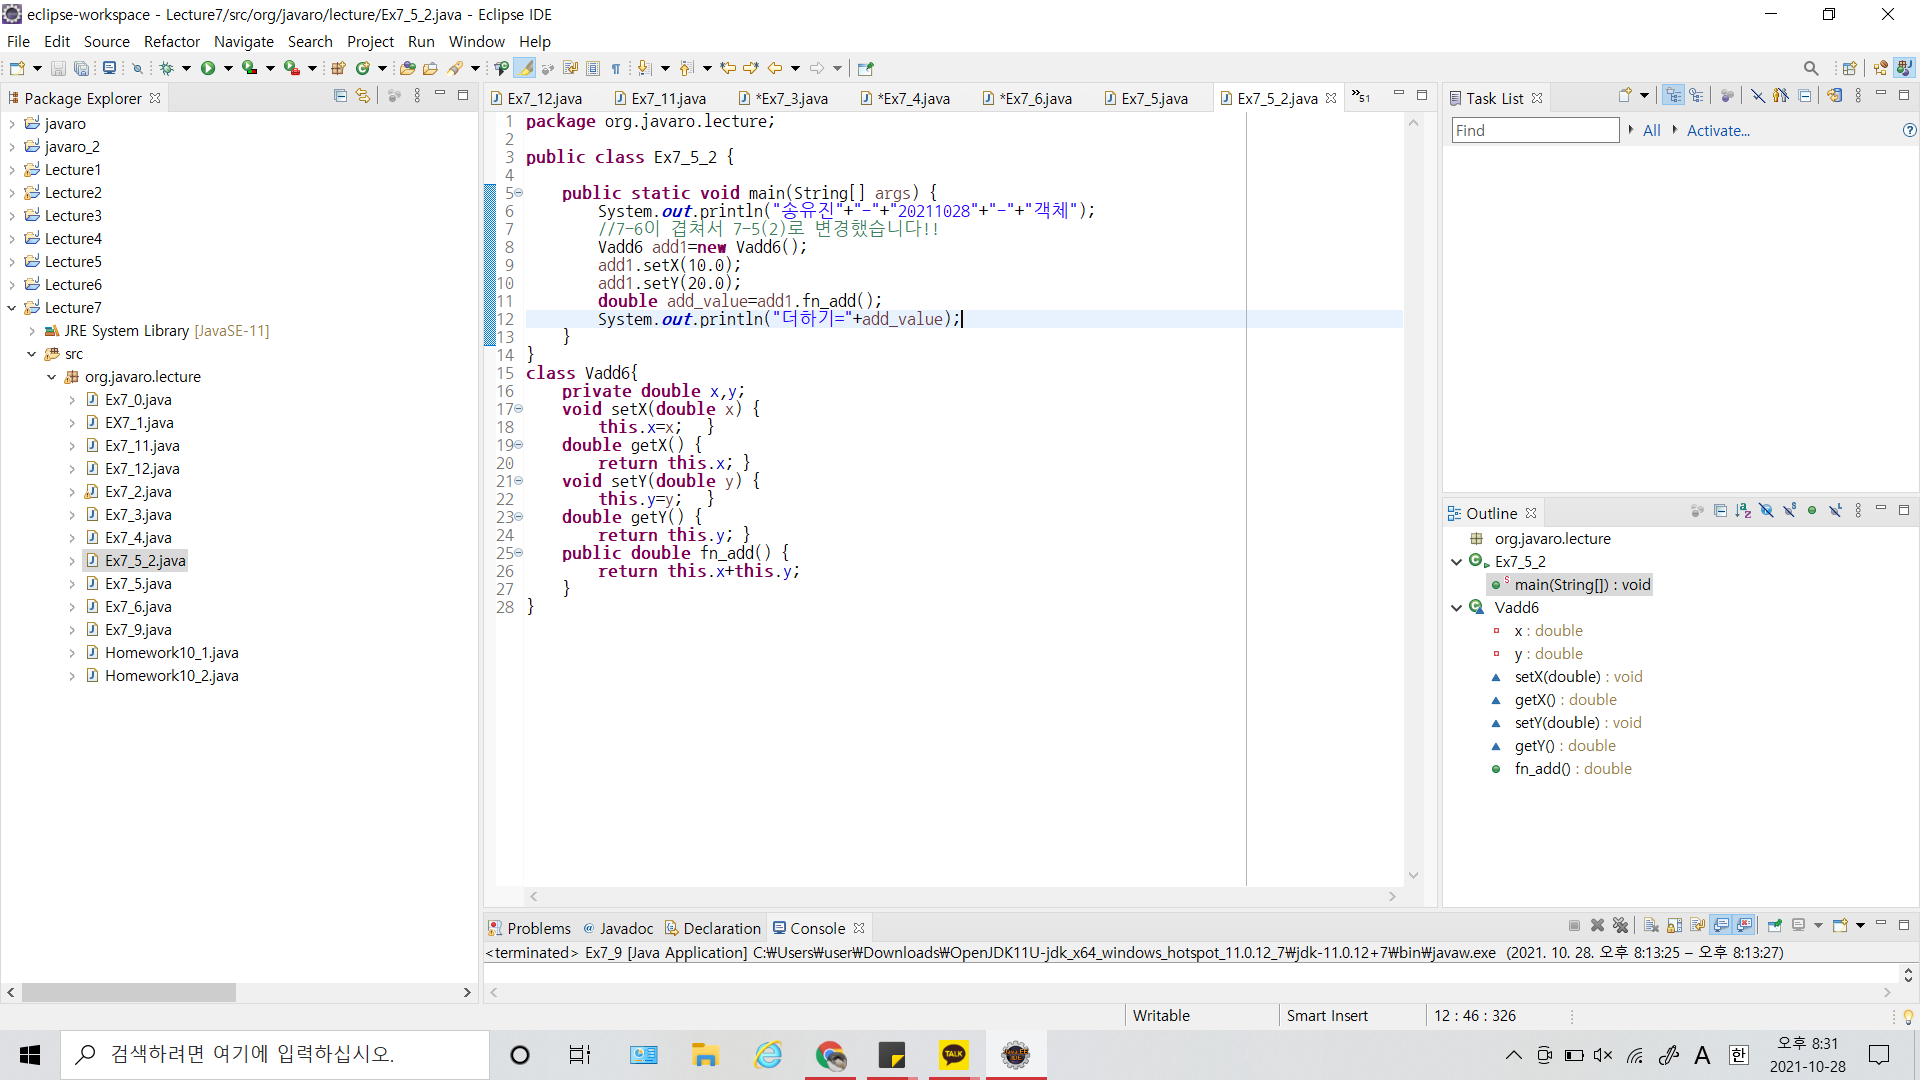 eclipse-workspace - Lecture7/src/org/javaro/lecture/Ex7_5_2.java - Eclipse IDE
File Edit Source Refactor Navigate Search Project Run Window Help
Package Explorer
javaro
javaro_2
Lecture1
Lecture2
Lecture3
Lecture4
Lecture5
Lecture6
Lecture7
JRE System Library [JavaSE-11]
src
org.javaro.lecture
Ex7_0.java
EX7_1.java
Ex7_11.java
Ex7_12.java
Ex7_2.java
Ex7_3.java
Ex7_4.java
Ex7_5_2.java
Ex7_5.java
Ex7_6.java
Ex7_9.java
Homework10_1.java
Homework10_2.java
Ex7_12.java Ex7_11.java *Ex7_3.java *Ex7_4.java *Ex7_6.java Ex7_5.java Ex7_5_2.java »51
1 package org.javaro.lecture;
2
3 public class Ex7_5_2 {
4
5 public static void main(String[] args) {
6 System.out.println("송유진"+"-"+"20211028"+"-"+"객체");
7 //7-6이 겹쳐서 7-5(2)로 변경했습니다!!
8 Vadd6 add1=new Vadd6();
9 add1.setX(10.0);
10 add1.setY(20.0);
11 double add_value=add1.fn_add();
12 System.out.println("더하기="+add_value);
13 }
14 }
15 class Vadd6{
16 private double x,y;
17 void setX(double x) {
18 this.x=x; }
19 double getX() {
20 return this.x; }
21 void setY(double y) {
22 this.y=y; }
23 double getY() {
24 return this.y; }
25 public double fn_add() {
26 return this.x+this.y;
27 }
28 }
Task List
Find All Activate...
Outline
org.javaro.lecture
Ex7_5_2
main(String[]) : void
Vadd6
x : double
y : double
setX(double) : void
getX() : double
setY(double) : void
getY() : double
fn_add() : double
Problems @ Javadoc Declaration Console
<terminated> Ex7_9 [Java Application] C:₩Users₩user₩Downloads₩OpenJDK11U-jdk_x64_windows_hotspot_11.0.12_7₩jdk-11.0.12+7₩bin₩javaw.exe (2021. 10. 28. 오후 8:13:25 – 오후 8:13:27)
Writable Smart Insert 12 : 46 : 326
검색하려면 여기에 입력하십시오.
TALK
A 한
오후 8:31
2021-10-28